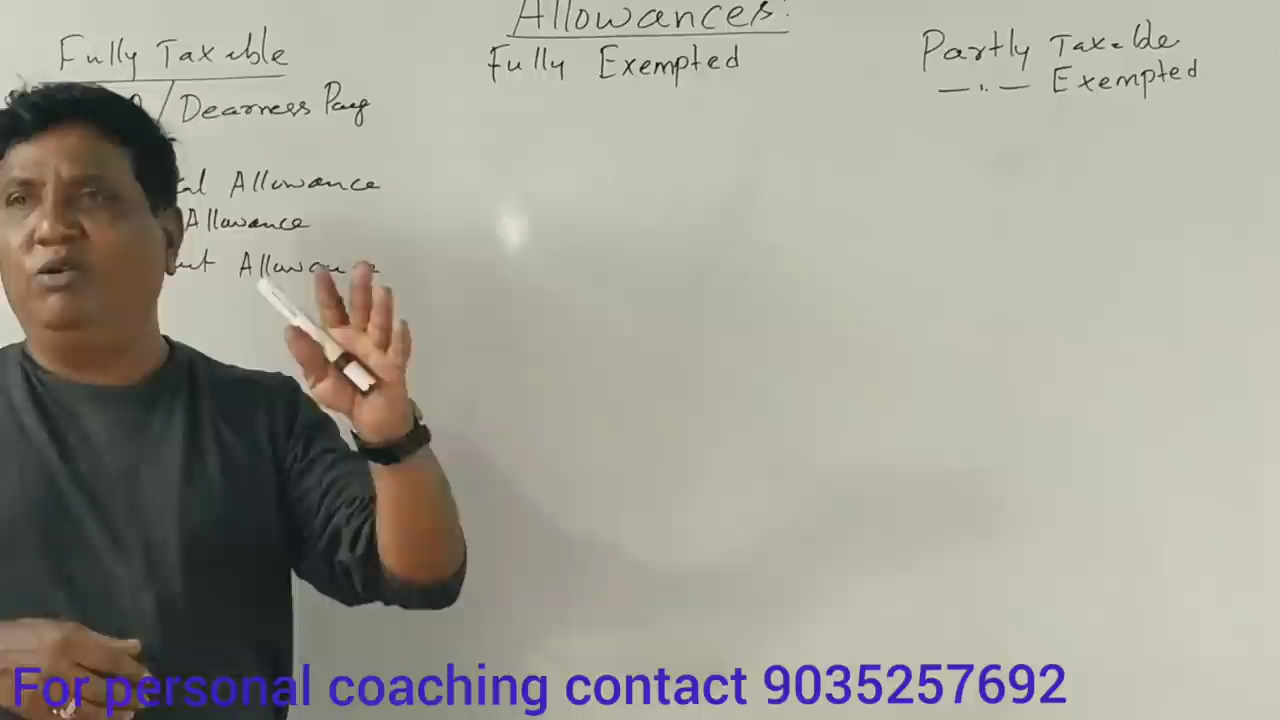 Allowances:
Fully Taxable
/Dearness Pay
Allowance
Allowance
Allowance
Fully Exempted
Partly Taxable
—"— Exempted
For personal coaching contact 9035257692